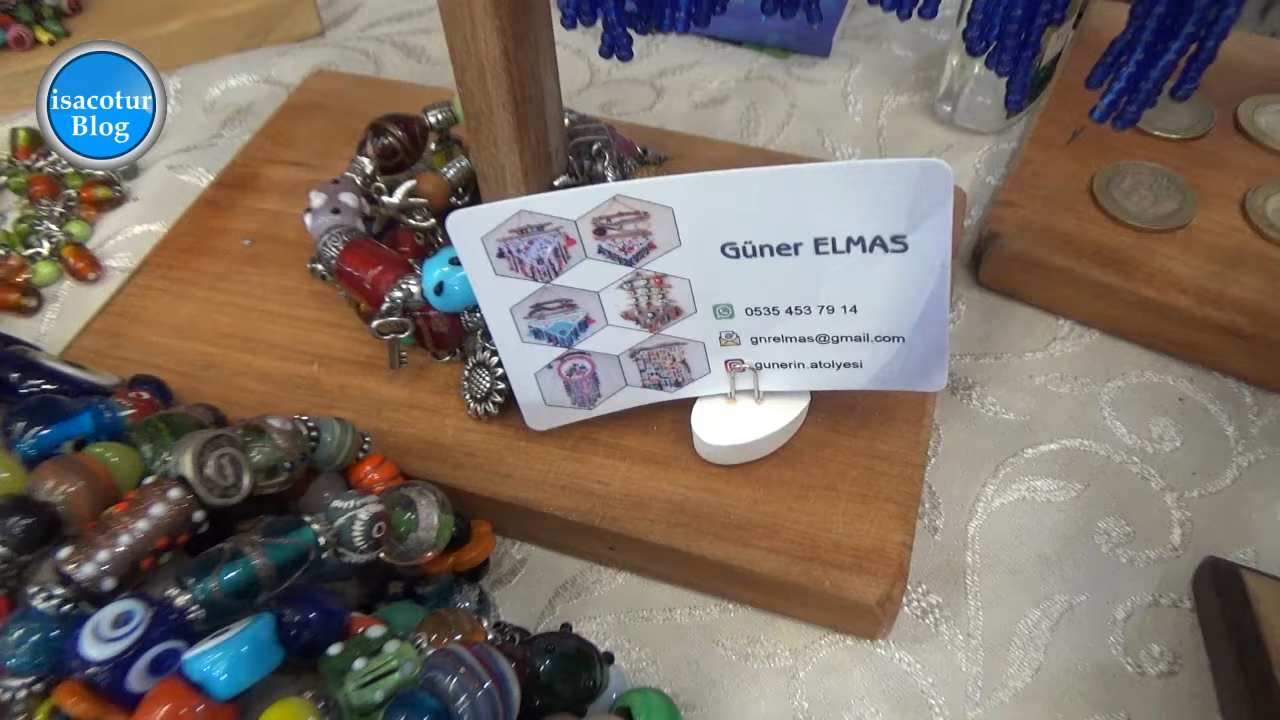 isacotur
Blog
Güner ELMAS
0535 453 79 14
gnrelmas@gmail.com
gunerin.atolyesi